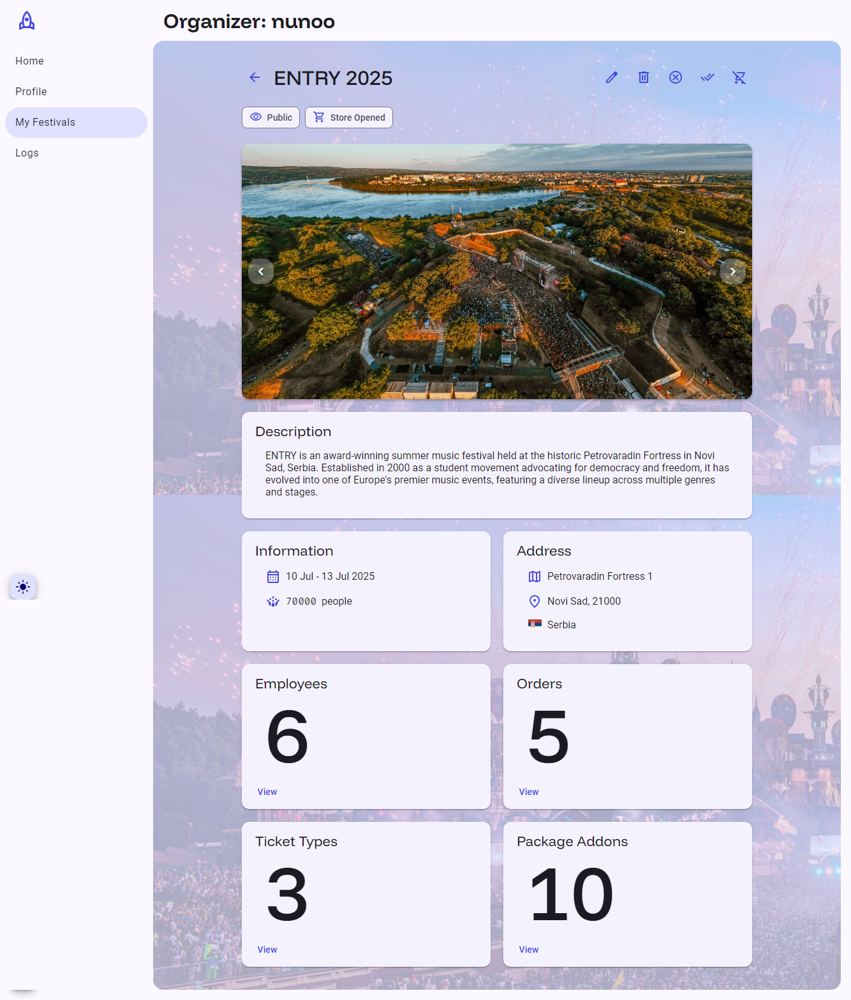 Organizer: nunoo
Home
Profile
My Festivals
Logs
ENTRY 2025
Public
Store Opened
Description
ENTRY is an award-winning summer music festival held at the historic Petrovaradin Fortress in Novi
Sad, Serbia. Established in 2000 as a student movement advocating for democracy and freedom, it has
evolved into one of Europe's premier music events, featuring a diverse lineup across multiple genres
and stages.
Information
10 Jul - 13 Jul 2025
70000 people
Address
Petrovaradin Fortress 1
Novi Sad, 21000
Serbia
Employees
6
View
Orders
5
View
Ticket Types
3
View
Package Addons
10
View